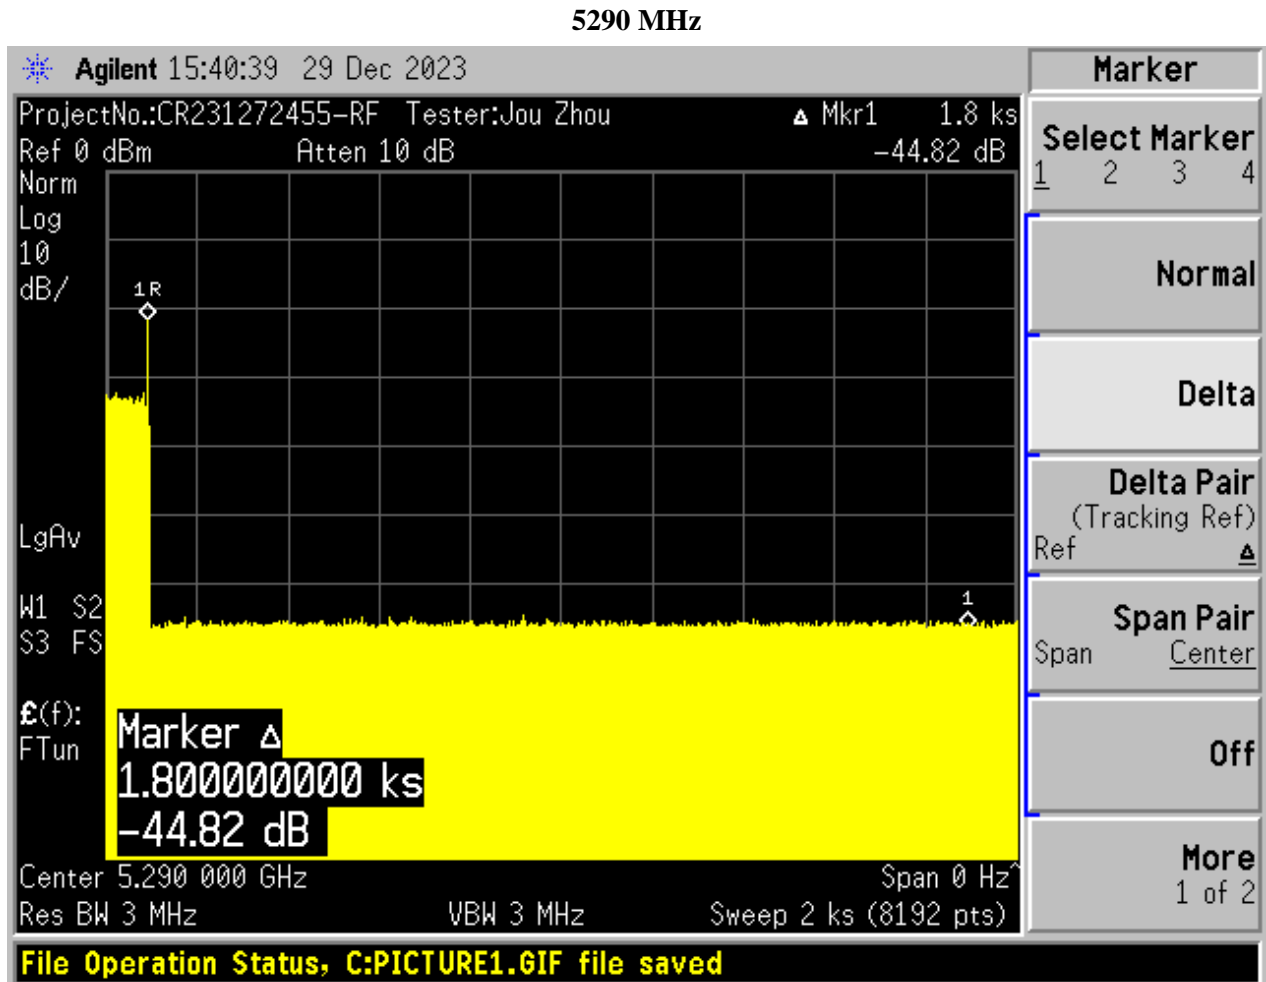 5290 MHz
Agilent 15:40:39 29 Dec 2023
Marker
ProjectNo.:CR231272455-RF Tester:Jou Zhou
Δ Mkr1 1.8 ks
Ref 0 dBm Atten 10 dB -44.82 dB
Norm
Log
10
dB/
1R
LgAv
1
W1 S2
S3 FS
£(f):
FTun
Marker Δ
1.800000000 ks
-44.82 dB
Center 5.290 000 GHz Span 0 Hz^
Res BW 3 MHz VBW 3 MHz Sweep 2 ks (8192 pts)
Select Marker
1 2 3 4
Normal
Delta
Delta Pair
(Tracking Ref)
Ref Δ
Span Pair
Span Center
Off
More
1 of 2
File Operation Status, C:PICTURE1.GIF file saved